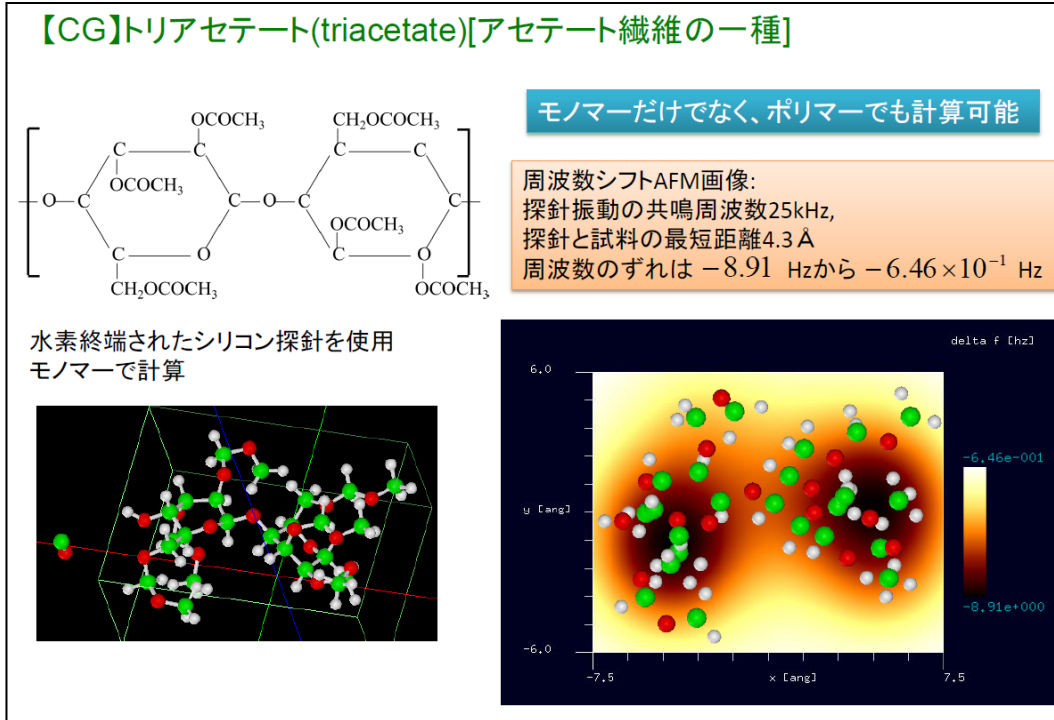 【CG】トリアセテート(triacetate)[アセテート繊維の一種]
モノマーだけでなく、ポリマーでも計算可能
OCOCH3
CH2OCOCH3
C
C
C
C
OCOCH3
O
C
C
O
C
C
O
OCOCH3
C
O
C
O
CH2OCOCH3
OCOCH3
周波数シフトAFM画像:
探針振動の共鳴周波数25kHz,
探針と試料の最短距離4.3Å
周波数のずれは −8.91 Hzから −6.46×10⁻¹ Hz
水素終端されたシリコン探針を使用
モノマーで計算
delta f [hz]
6.0
-6.46e-001
y [ang]
-8.91e+000
-6.0
-7.5
x [ang]
7.5